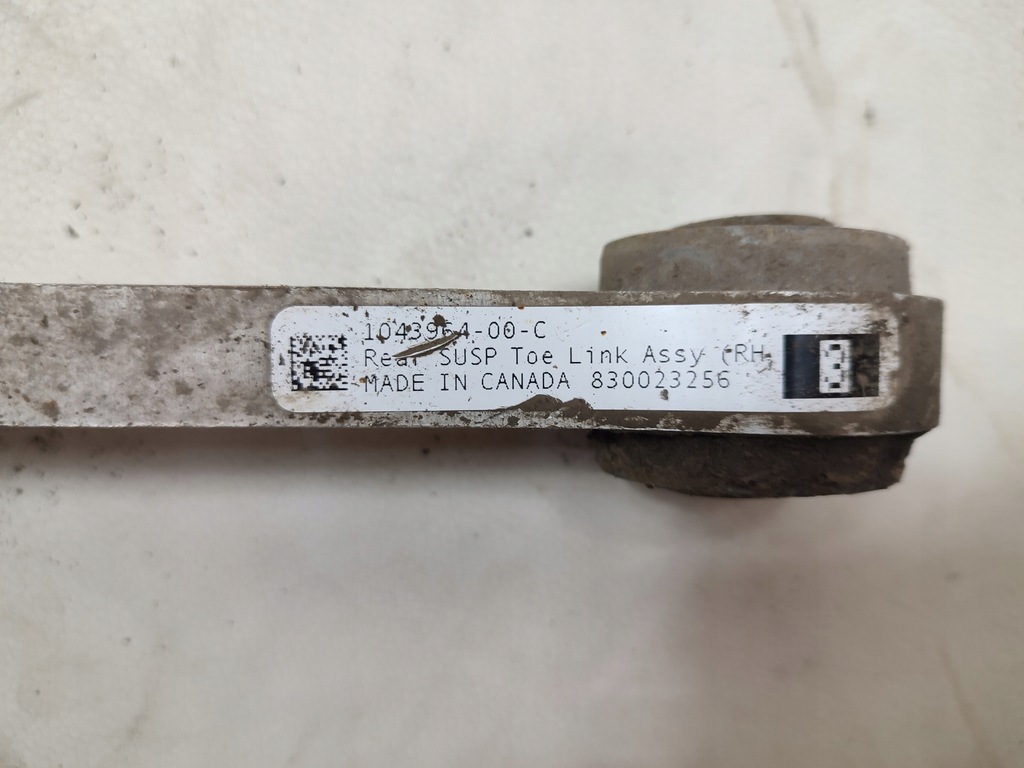 1043964-00-C
Rear SUSP Toe Link Assy (RH
MADE IN CANADA 830023256